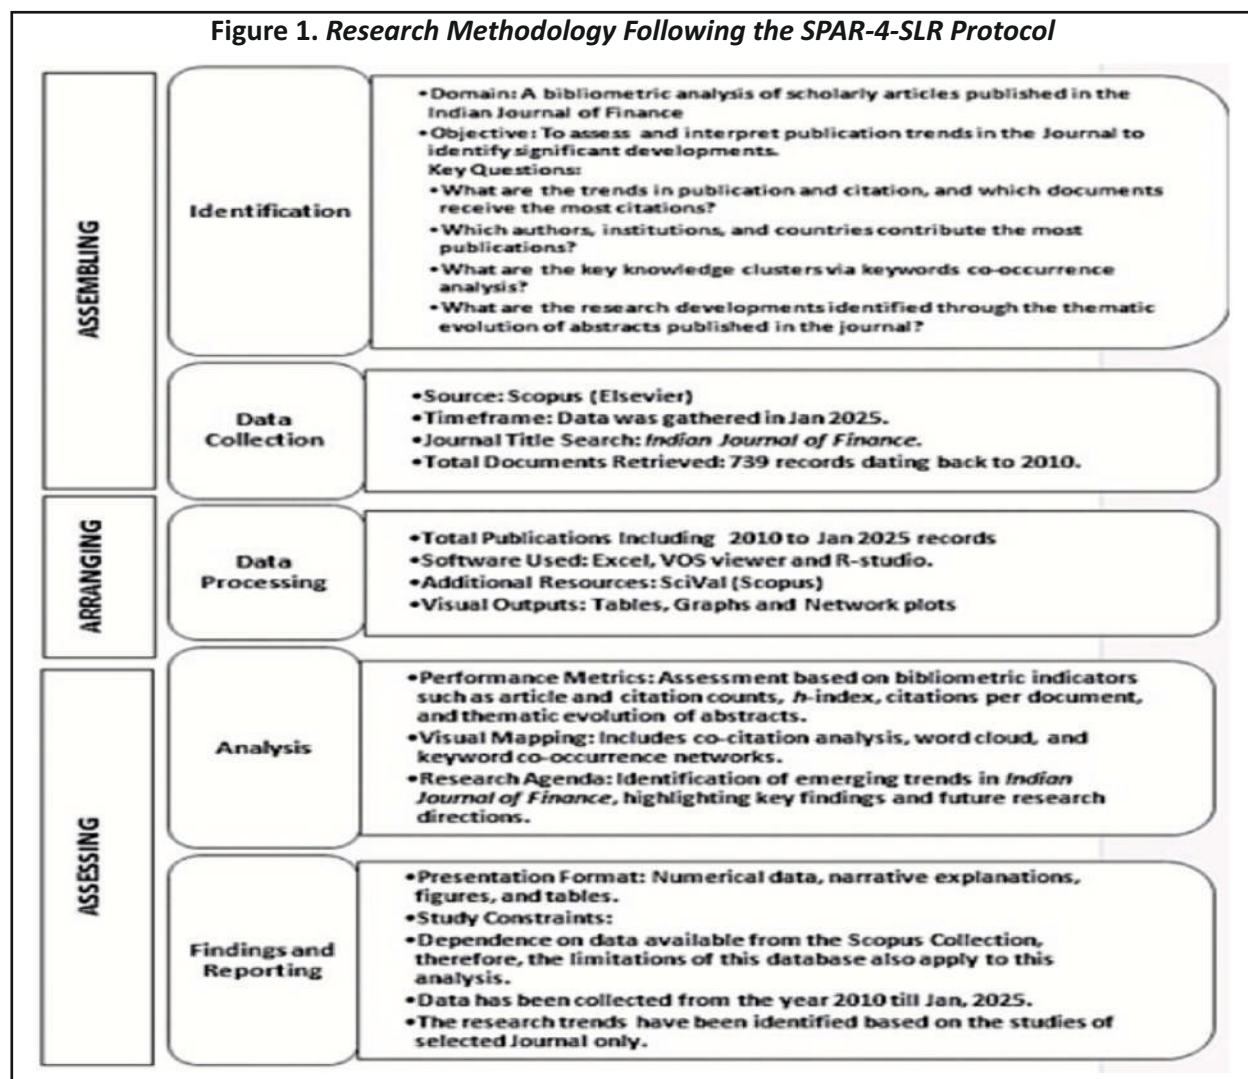 Figure 1. Research Methodology Following the SPAR-4-SLR Protocol
ASSEMBLING
Identification
•Domain: A bibliometric analysis of scholarly articles published in the
Indian Journal of Finance
•Objective: To assess and interpret publication trends in the Journal to
identify significant developments.
Key Questions:
•What are the trends in publication and citation, and which documents
receive the most citations?
•Which authors, institutions, and countries contribute the most
publications?
•What are the key knowledge clusters via keywords co-occurrence
analysis?
•What are the research developments identified through the thematic
evolution of abstracts published in the journal?
Data
Collection
•Source: Scopus (Elsevier)
•Timeframe: Data was gathered in Jan 2025.
•Journal Title Search: Indian Journal of Finance.
•Total Documents Retrieved: 739 records dating back to 2010.
ARRANGING
Data
Processing
•Total Publications Including 2010 to Jan 2025 records
•Software Used: Excel, VOS viewer and R-studio.
•Additional Resources: SciVal (Scopus)
•Visual Outputs: Tables, Graphs and Network plots
ASSESSING
Analysis
•Performance Metrics: Assessment based on bibliometric indicators
such as article and citation counts, h-index, citations per document,
and thematic evolution of abstracts.
•Visual Mapping: Includes co-citation analysis, word cloud, and
keyword co-occurrence networks.
•Research Agenda: Identification of emerging trends in Indian
Journal of Finance, highlighting key findings and future research
directions.
Findings and
Reporting
•Presentation Format: Numerical data, narrative explanations,
figures, and tables.
•Study Constraints:
•Dependence on data available from the Scopus Collection,
therefore, the limitations of this database also apply to this
analysis.
•Data has been collected from the year 2010 till Jan, 2025.
•The research trends have been identified based on the studies of
selected Journal only.